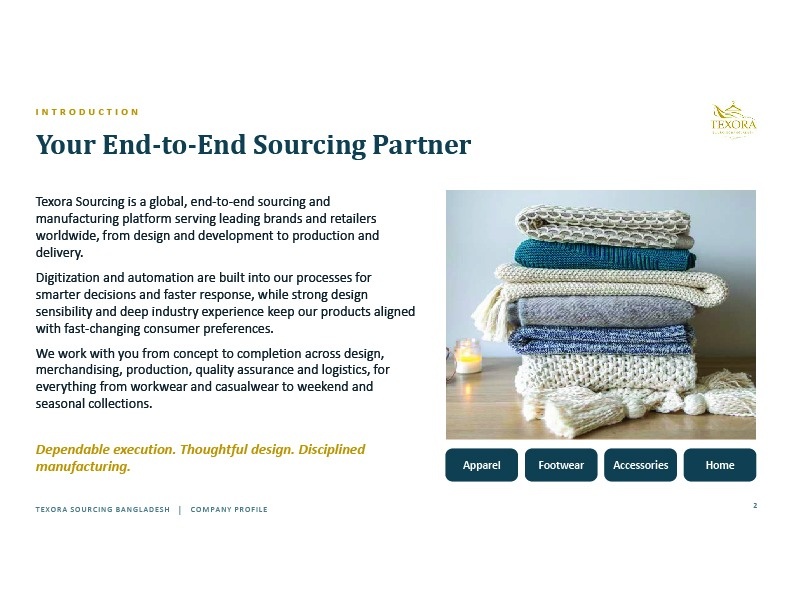 INTRODUCTION
TEXORA
Your End-to-End Sourcing Partner
Texora Sourcing is a global, end-to-end sourcing and
manufacturing platform serving leading brands and retailers
worldwide, from design and development to production and
delivery.
Digitization and automation are built into our processes for
smarter decisions and faster response, while strong design
sensibility and deep industry experience keep our products aligned
with fast-changing consumer preferences.
We work with you from concept to completion across design,
merchandising, production, quality assurance and logistics, for
everything from workwear and casualwear to weekend and
seasonal collections.
Dependable execution. Thoughtful design. Disciplined
manufacturing.
Apparel
Footwear
Accessories
Home
TEXORA SOURCING BANGLADESH | COMPANY PROFILE
2